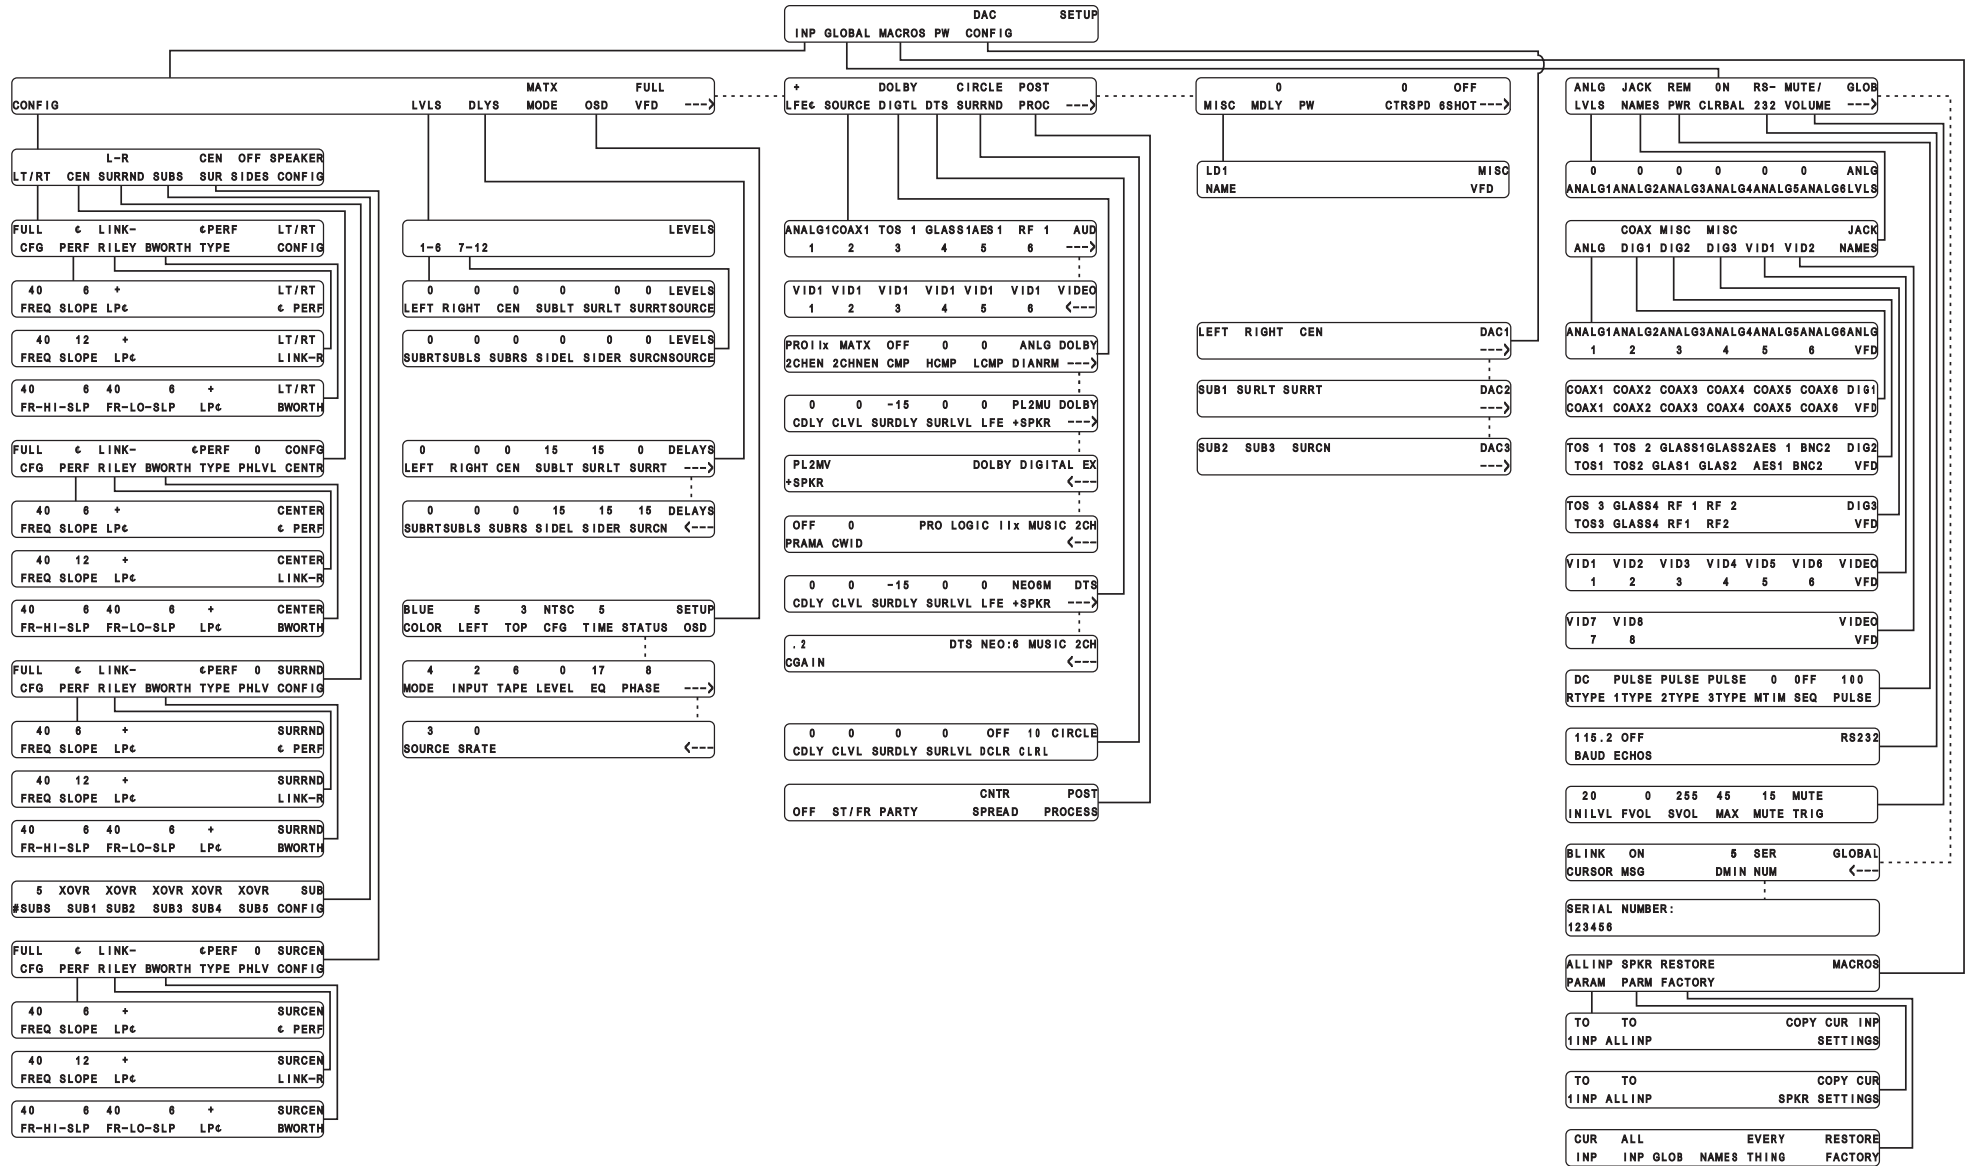 DAC SETUP
INP GLOBAL MACROS PW CONFIG
MATX FULL
CONFIG LVLS DLYS MODE OSD VFD --->
L-R CEN OFF SPEAKER
LT/RT CEN SURRND SUBS SUR SIDES CONFIG
FULL ¢ LINK- ¢PERF LT/RT
CFG PERF RILEY BWORTH TYPE CONFIG
40 6 + LT/RT
FREQ SLOPE LP¢ ¢ PERF
40 12 + LT/RT
FREQ SLOPE LP¢ LINK-R
40 6 40 6 + LT/RT
FR-HI-SLP FR-LO-SLP LP¢ BWORTH
FULL ¢ LINK- ¢PERF 0 CONFG
CFG PERF RILEY BWORTH TYPE PHLVL CENTR
40 6 + CENTER
FREQ SLOPE LP¢ ¢ PERF
40 12 + CENTER
FREQ SLOPE LP¢ LINK-R
40 6 40 6 + CENTER
FR-HI-SLP FR-LO-SLP LP¢ BWORTH
FULL ¢ LINK- ¢PERF 0 SURRND
CFG PERF RILEY BWORTH TYPE PHLV CONFIG
40 6 + SURRND
FREQ SLOPE LP¢ ¢ PERF
40 12 + SURRND
FREQ SLOPE LP¢ LINK-R
40 6 40 6 + SURRND
FR-HI-SLP FR-LO-SLP LP¢ BWORTH
5 XOVR XOVR XOVR XOVR XOVR SUB
#SUBS SUB1 SUB2 SUB3 SUB4 SUB5 CONFIG
FULL ¢ LINK- ¢PERF 0 SURCEN
CFG PERF RILEY BWORTH TYPE PHLV CONFIG
40 6 + SURCEN
FREQ SLOPE LP¢ ¢ PERF
40 12 + SURCEN
FREQ SLOPE LP¢ LINK-R
40 6 40 6 + SURCEN
FR-HI-SLP FR-LO-SLP LP¢ BWORTH
LEVELS
1-6 7-12
0 0 0 0 0 0 LEVELS
LEFT RIGHT CEN SUBLT SURLT SURRTSOURCE
0 0 0 0 0 0 LEVELS
SUBRTSUBLS SUBRS SIDEL SIDER SURCNSOURCE
0 0 0 15 15 0 DELAYS
LEFT RIGHT CEN SUBLT SURLT SURRT --->
0 0 0 15 15 15 DELAYS
SUBRTSUBLS SUBRS SIDEL SIDER SURCN <---
BLUE 5 3 NTSC 5 SETUP
COLOR LEFT TOP CFG TIME STATUS OSD
4 2 6 0 17 8
MODE INPUT TAPE LEVEL EQ PHASE --->
3 0
SOURCE SRATE <---
+ DOLBY CIRCLE POST
LFE¢ SOURCE DIGTL DTS SURRND PROC --->
ANALG1COAX1 TOS 1 GLASS1AES1 RF 1 AUD
1 2 3 4 5 6 --->
VID1 VID1 VID1 VID1 VID1 VID1 VIDEO
1 2 3 4 5 6 <---
PROIIx MATX OFF 0 0 ANLG DOLBY
2CHEN 2CHNEN CMP HCMP LCMP DIANRM --->
0 0 -15 0 0 PL2MU DOLBY
CDLY CLVL SURDLY SURLVL LFE +SPKR --->
PL2MV DOLBY DIGITAL EX
+SPKR <---
OFF 0 PRO LOGIC IIx MUSIC 2CH
PRAMA CWID <---
0 0 -15 0 0 NEO6M DTS
CDLY CLVL SURDLY SURLVL LFE +SPKR --->
.2 DTS NEO:6 MUSIC 2CH
CGAIN <---
0 0 0 0 OFF 10 CIRCLE
CDLY CLVL SURDLY SURLVL DCLR CLRL
CNTR POST
OFF ST/FR PARTY SPREAD PROCESS
0 0 OFF
MISC MDLY PW CTRSPD 6SHOT--->
LD1 MISC
NAME VFD
LEFT RIGHT CEN DAC1
--->
SUB1 SURLT SURRT DAC2
--->
SUB2 SUB3 SURCN DAC3
--->
ANLG JACK REM ON RS- MUTE/ GLOB
LVLS NAMES PWR CLRBAL 232 VOLUME --->
0 0 0 0 0 0 ANLG
ANALG1ANALG2ANALG3ANALG4ANALG5ANALG6LVLS
COAX MISC MISC JACK
ANLG DIG1 DIG2 DIG3 VID1 VID2 NAMES
ANALG1ANALG2ANALG3ANALG4ANALG5ANALG6ANLG
1 2 3 4 5 6 VFD
COAX1 COAX2 COAX3 COAX4 COAX5 COAX6 DIG1
COAX1 COAX2 COAX3 COAX4 COAX5 COAX6 VFD
TOS 1 TOS 2 GLASS1GLASS2AES 1 BNC2 DIG2
TOS1 TOS2 GLAS1 GLAS2 AES1 BNC2 VFD
TOS 3 GLASS4 RF 1 RF 2 DIG3
TOS3 GLASS4 RF1 RF2 VFD
VID1 VID2 VID3 VID4 VID5 VID6 VIDEO
1 2 3 4 5 6 VFD
VID7 VID8 VIDEO
7 8 VFD
DC PULSE PULSE PULSE 0 OFF 100
RTYPE 1TYPE 2TYPE 3TYPE MTIM SEQ PULSE
115.2 OFF RS232
BAUD ECHOS
20 0 255 45 15 MUTE
INILVL FVOL SVOL MAX MUTE TRIG
BLINK ON 5 SER GLOBAL
CURSOR MSG DMIN NUM <---
SERIAL NUMBER:
123456
ALLINP SPKR RESTORE MACROS
PARAM PARM FACTORY
TO TO COPY CUR INP
1INP ALLINP SETTINGS
TO TO COPY CUR
1INP ALLINP SPKR SETTINGS
CUR ALL EVERY RESTORE
INP INP GLOB NAMES THING FACTORY